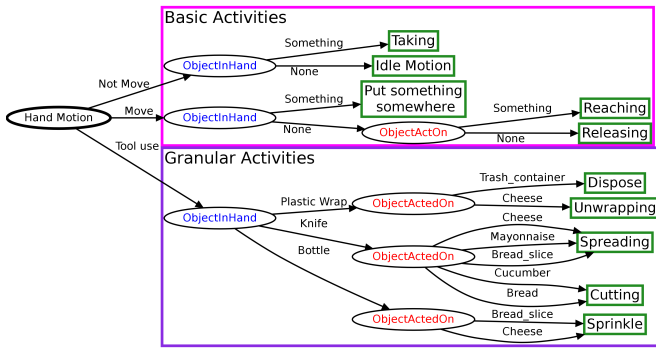 Basic Activities
Something
Taking
ObjectInHand
None
Idle Motion
Not Move
Hand Motion
Move
ObjectInHand
Something
Put something
somewhere
None
ObjectActOn
Something
Reaching
None
Releasing
Tool use
Granular Activities
ObjectInHand
Plastic Wrap
ObjectActedOn
Trash_container
Dispose
Cheese
Unwrapping
Knife
ObjectActedOn
Cheese
Mayonnaise
Bread_slice
Spreading
Cucumber
Bread
Cutting
Bottle
ObjectActedOn
Bread_slice
Cheese
Sprinkle